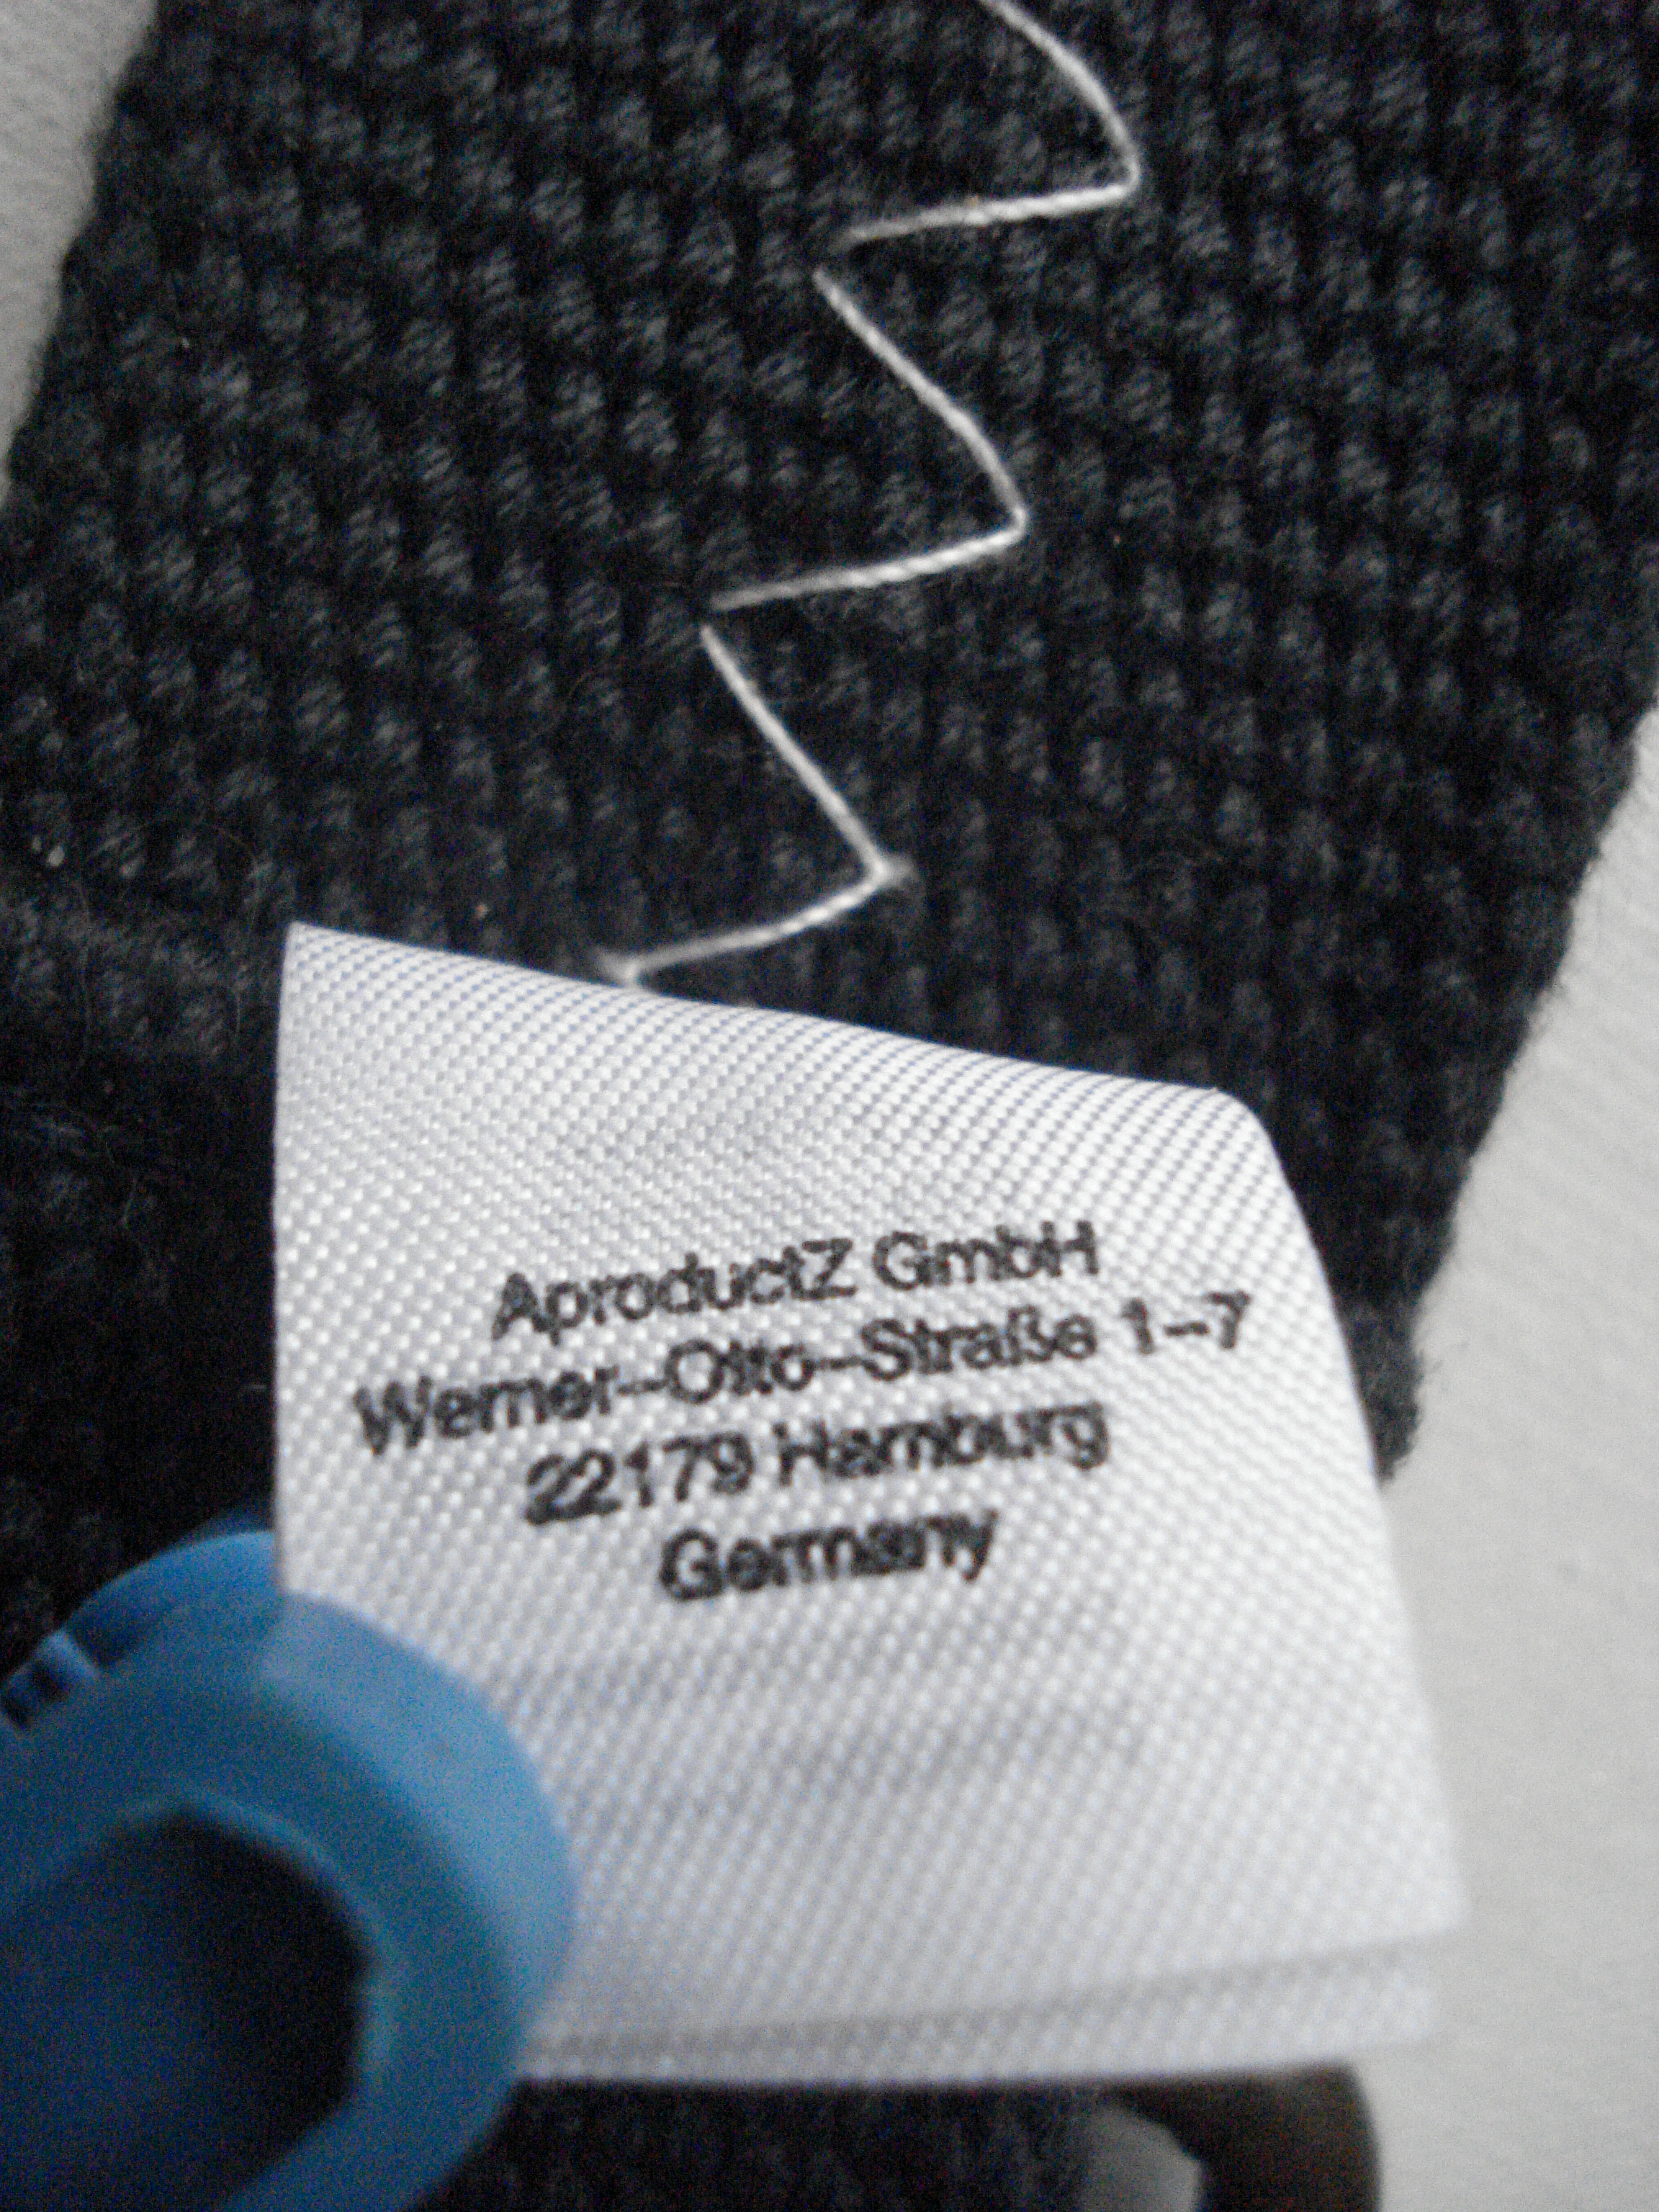 AproductZ GmbH
Werner-Otto-Straße 1-7
22179 Hamburg
Germany